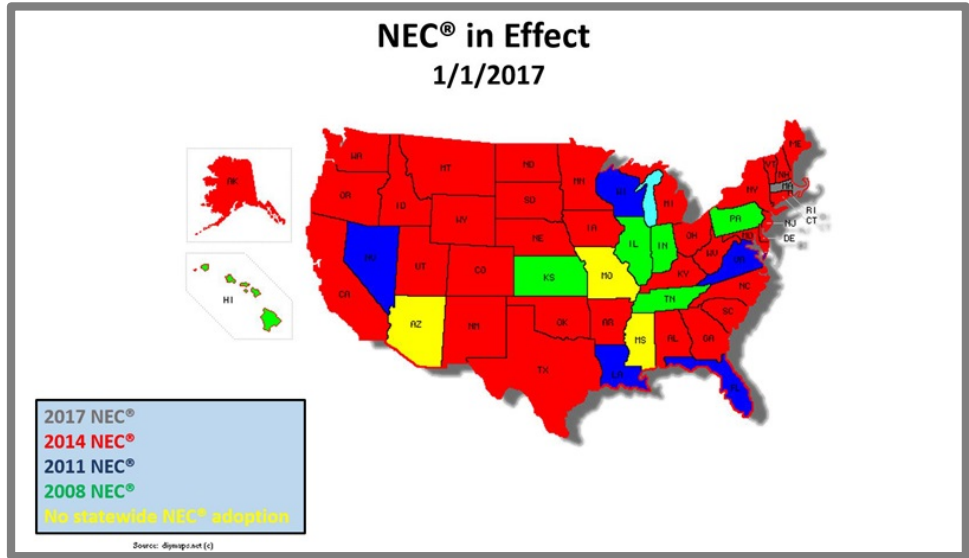 NEC® in Effect
1/1/2017
WA
MT
ND
MN
WI
MI
ME
VT
NH
MA
NY
RI
CT
NJ
DE
PA
OR
ID
SD
WY
IA
NE
IL
IN
OH
WV
VA
NV
UT
CO
KS
MO
KY
NC
TN
SC
CA
AZ
NM
OK
AR
MS
AL
GA
TX
LA
FL
AK
HI
2017 NEC®
2014 NEC®
2011 NEC®
2008 NEC®
No statewide NEC® adoption
Source: diymaps.net (c)